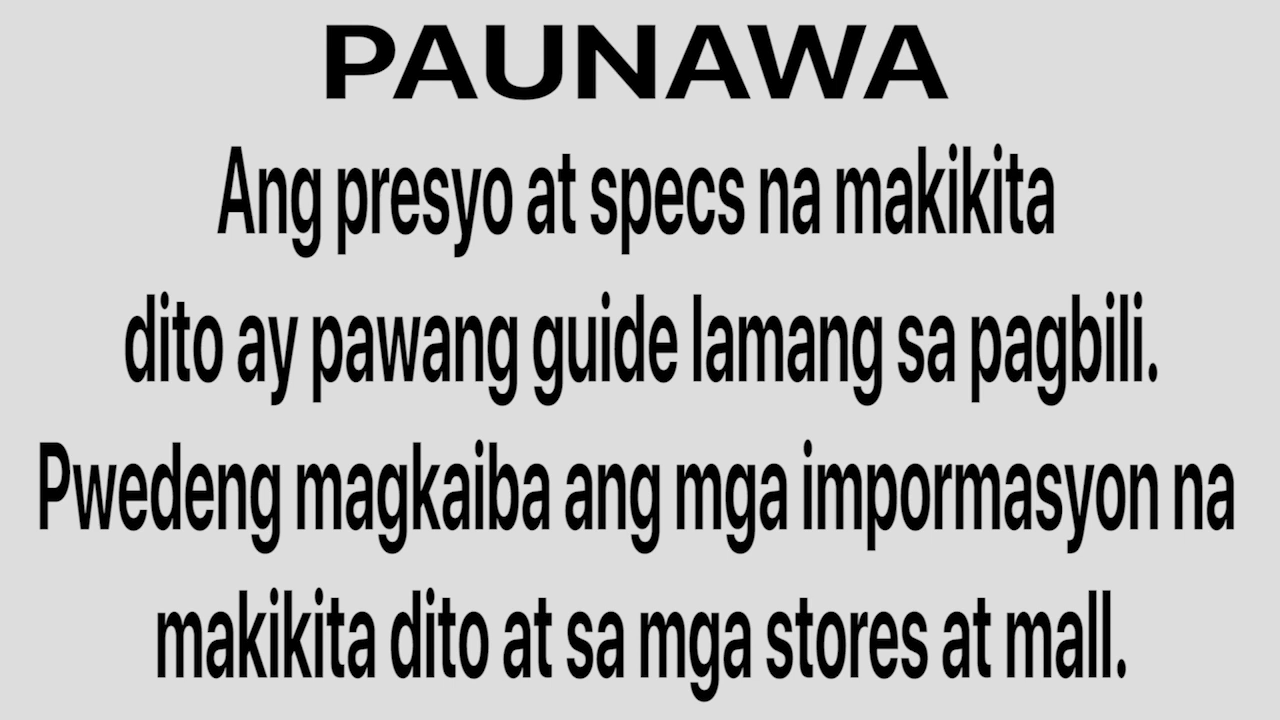 PAUNAWA
Ang presyo at specs na makikita
dito ay pawang guide lamang sa pagbili.
Pwedeng magkaiba ang mga impormasyon na
makikita dito at sa mga stores at mall.